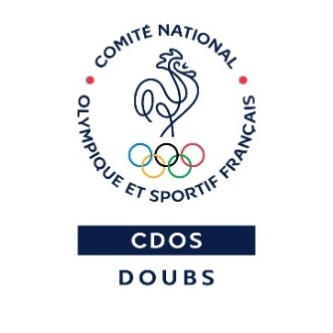 COMITÉ NATIONAL
OLYMPIQUE ET SPORTIF FRANÇAIS
CDOS
DOUBS